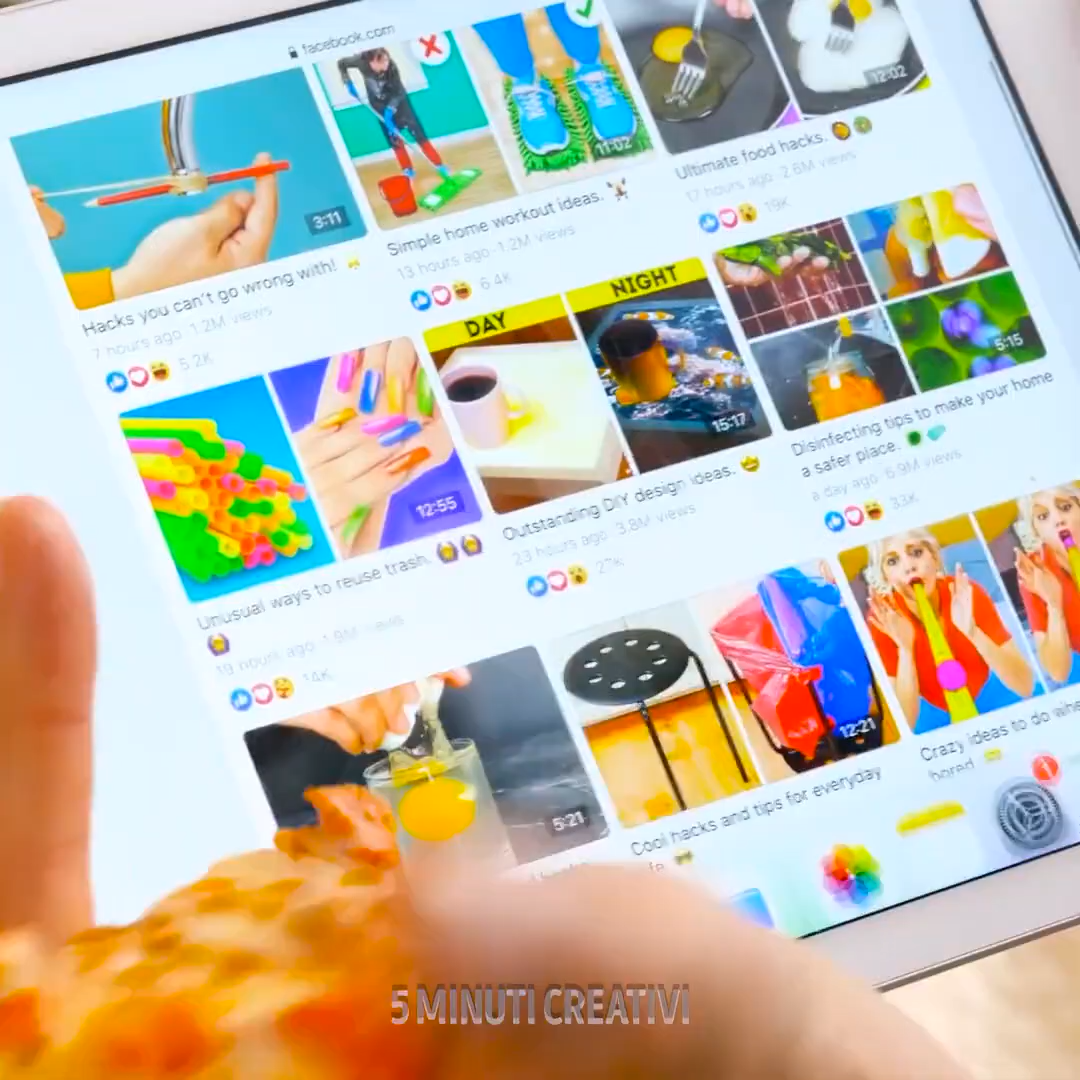 facebook.com
3:11
Hacks you can't go wrong with!
7 hours ago · 1.2M views
5.2K
11:02
Simple home workout ideas.
13 hours ago · 1.2M views
6.4K
12:02
Ultimate food hacks.
17 hours ago · 2.6M views
19K
12:55
Unusual ways to reuse trash.
19 hours ago · 1.9M views
14K
DAY
NIGHT
15:17
Outstanding DIY design ideas.
23 hours ago · 3.8M views
5:15
Disinfecting tips to make your home
a safer place.
a day ago · 6.9M views
33K
5:21
12:21
Cool hacks and tips for everyday
Crazy ideas to do
bored.
1
5 MINUTI CREATIVI